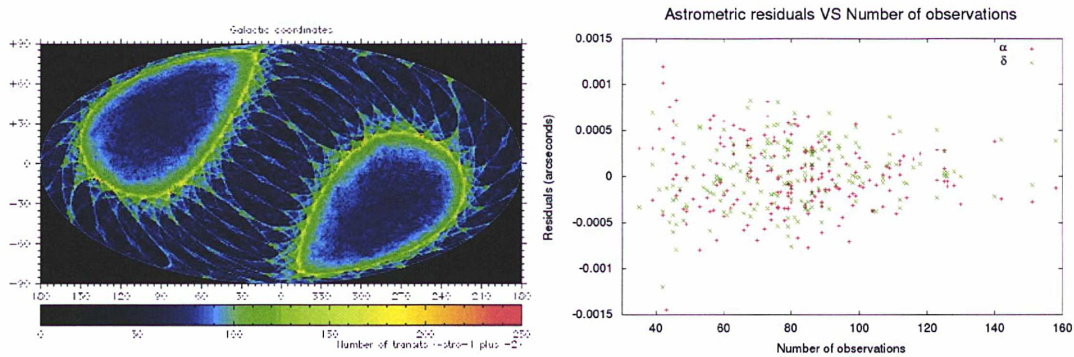 Galactic coordinates
+90
+60
+30
0
-30
-60
-90
180 150 120 90 60 30 0 330 300 270 240 210 180
0 50 100 150 200 250
Number of transits
Astrometric residuals VS Number of observations
α
δ
0.0015
0.001
0.0005
0
-0.0005
-0.001
-0.0015
Residuals (arcseconds)
40 60 80 100 120 140 160
Number of observations